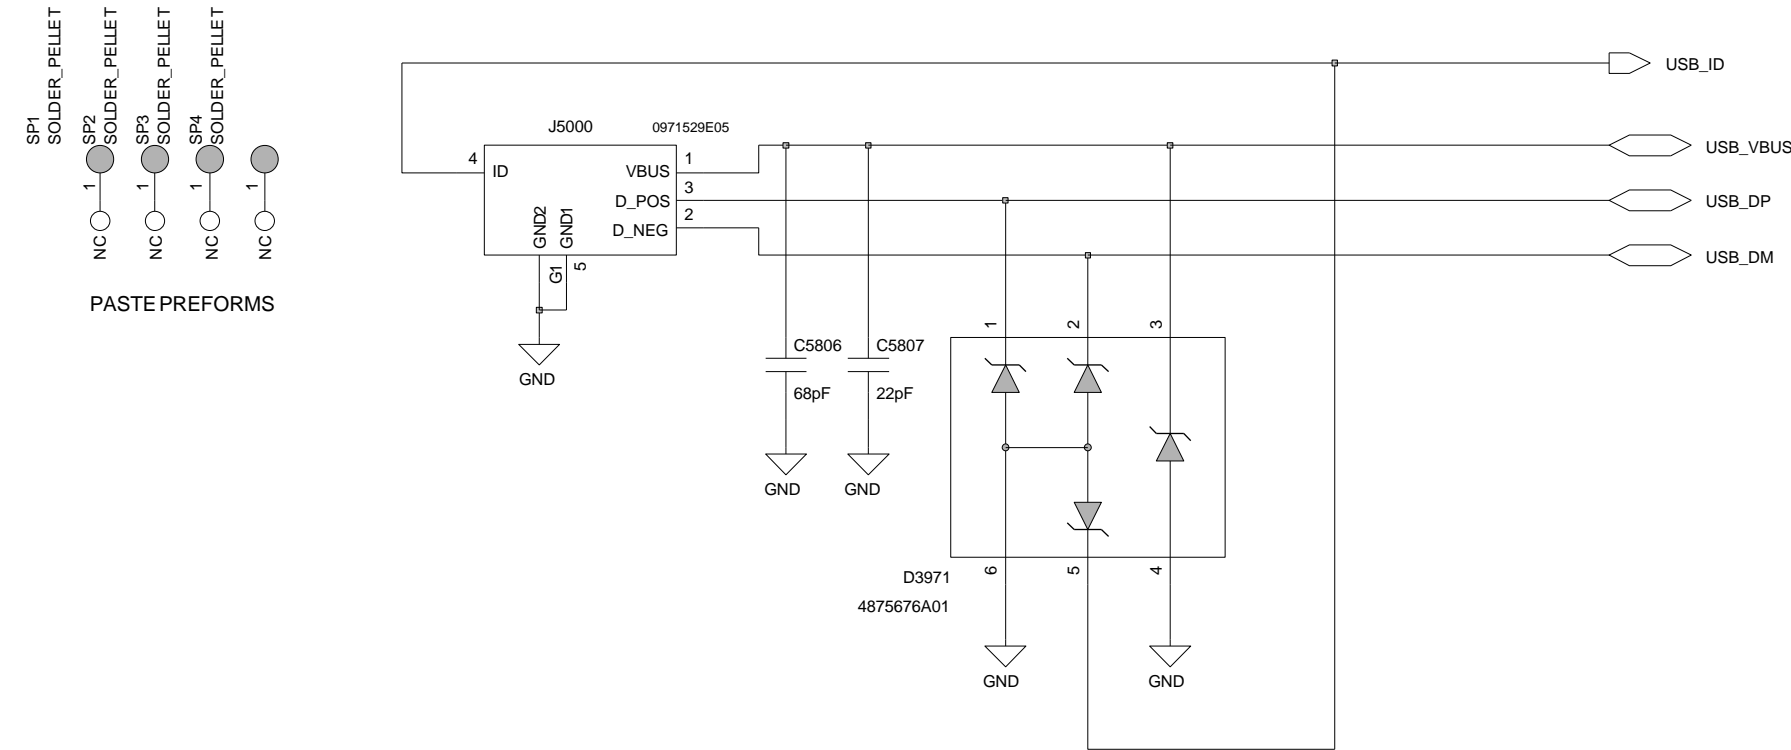 SP1
SOLDER_PELLET
SP2
SOLDER_PELLET
SP3
SOLDER_PELLET
SP4
SOLDER_PELLET
1
1
1
1
NC
NC
NC
NC
PASTE PREFORMS
J5000
0971529E05
4
ID
VBUS
1
D_POS
3
D_NEG
2
GND2
GND1
G1
5
GND
USB_ID
USB_VBUS
USB_DP
USB_DM
C5806
68pF
GND
C5807
22pF
GND
1
2
3
6
5
4
D3971
4875676A01
GND
GND